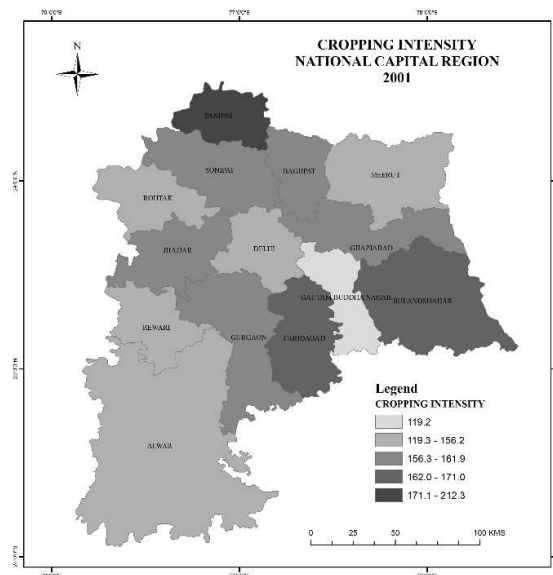 N
CROPPING INTENSITY
NATIONAL CAPITAL REGION
2001
PANIPAT
SONIPAT
BAGHPAT
MEERUT
ROHTAK
JHAJJAR
DELHI
GHAZIABAD
GAUTAM BUDDHA NAGAR
BULANDSHAHAR
REWARI
GURGAON
FARIDABAD
ALWAR
Legend
CROPPING INTENSITY
119.2
119.3 - 156.2
156.3 - 161.9
162.0 - 171.0
171.1 - 212.3
0 25 50 100 KMS